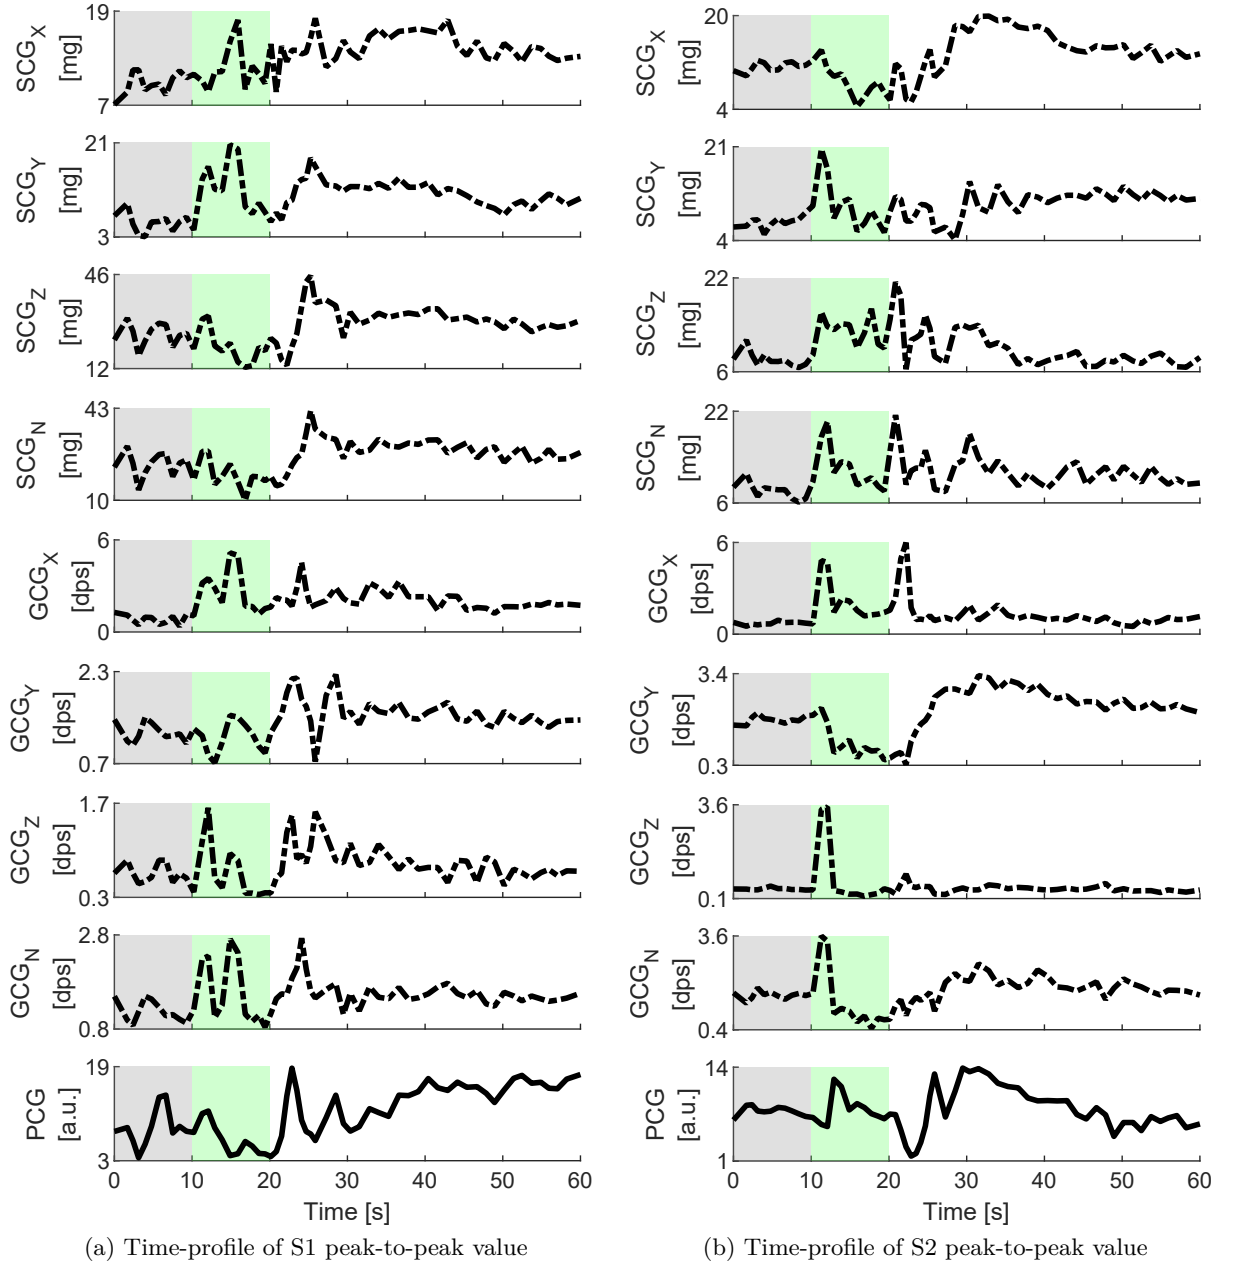 19
SCG_X
[mg]
7
21
SCG_Y
[mg]
3
46
SCG_Z
[mg]
12
43
SCG_N
[mg]
10
6
GCG_X
[dps]
0
2.3
GCG_Y
[dps]
0.7
1.7
GCG_Z
[dps]
0.3
2.8
GCG_N
[dps]
0.8
19
PCG
[a.u.]
3
0 10 20 30 40 50 60
Time [s]
(a) Time-profile of S1 peak-to-peak value
20
SCG_X
[mg]
4
21
SCG_Y
[mg]
4
22
SCG_Z
[mg]
6
22
SCG_N
[mg]
6
6
GCG_X
[dps]
0
3.4
GCG_Y
[dps]
0.3
3.6
GCG_Z
[dps]
0.1
3.6
GCG_N
[dps]
0.4
14
PCG
[a.u.]
1
0 10 20 30 40 50 60
Time [s]
(b) Time-profile of S2 peak-to-peak value